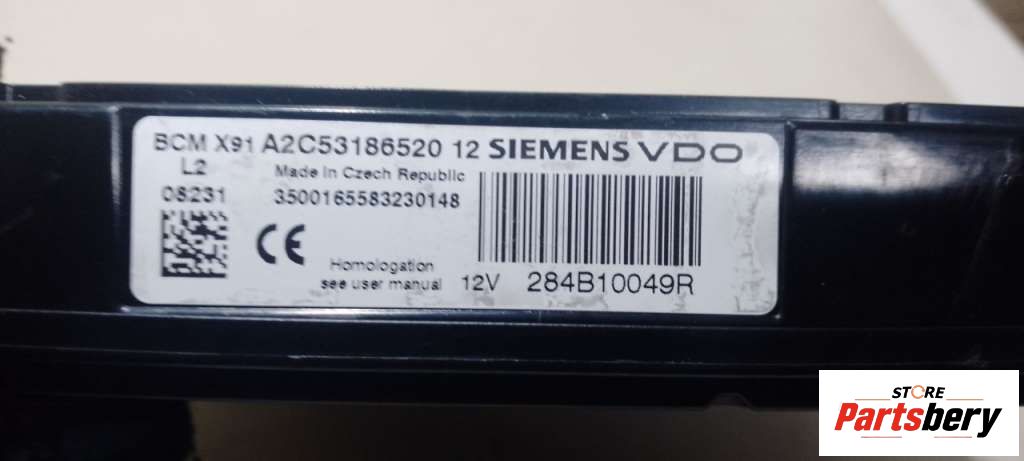 BCM X91 A2C53186520 12 SIEMENS VDO
L2 Made in Czech Republic
08231 3500165583230148
CE
Homologation
see user manual 12V 284B10049R
STORE
Partsbery